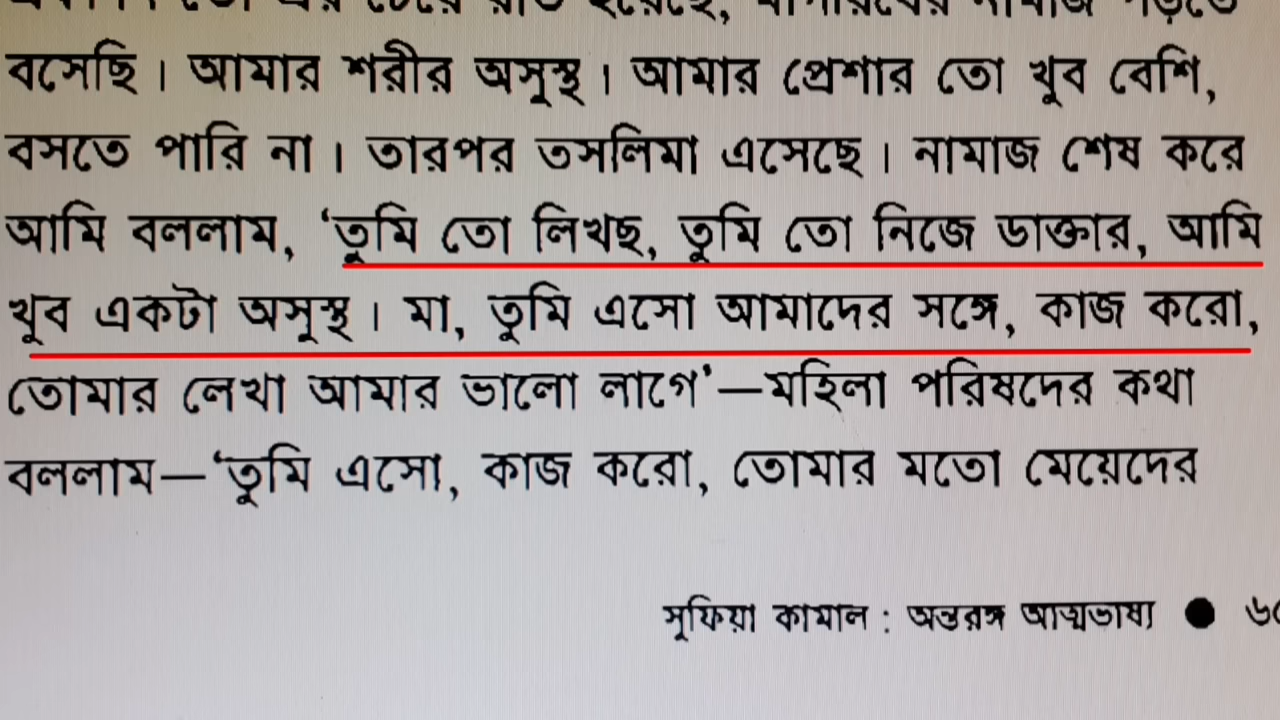 বসেছি। আমার শরীর অসুস্থ। আমার প্রেশার তো খুব বেশি,
বসতে পারি না। তারপর তসলিমা এসেছে। নামাজ শেষ করে
আমি বললাম, ‘তুমি তো লিখছ, তুমি তো নিজে ডাক্তার, আমি
খুব একটা অসুস্থ। মা, তুমি এসো আমাদের সঙ্গে, কাজ করো,
তোমার লেখা আমার ভালো লাগে’—মহিলা পরিষদের কথা
বললাম—‘তুমি এসো, কাজ করো, তোমার মতো মেয়েদের
সুফিয়া কামাল : অন্তরঙ্গ আত্মভাষ্য ●